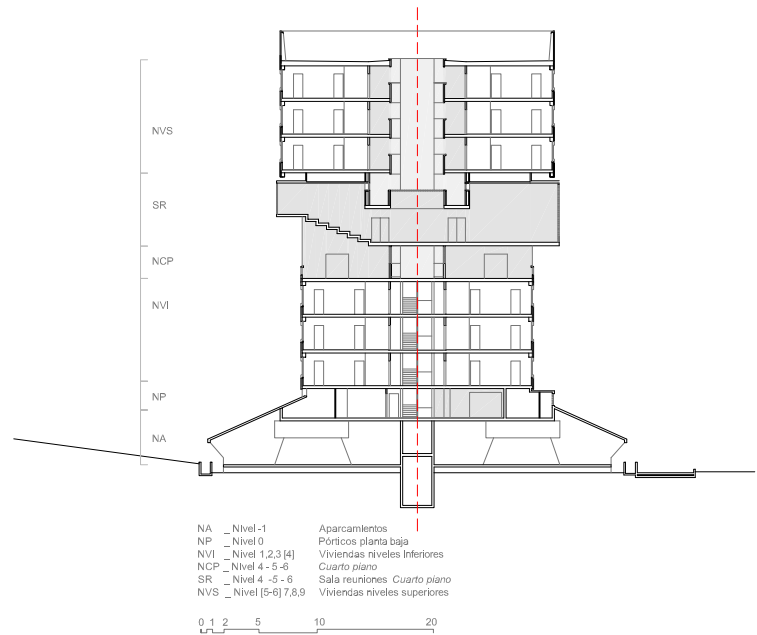 NVS
SR
NCP
NVI
NP
NA
NA _ Nivel -1 Aparcamientos
NP _ Nivel 0 Pórticos planta baja
NVI _ Nivel 1,2,3 [4] Viviendas niveles inferiores
NCP _ Nivel 4 - 5 -6 Cuarto piano
SR _ Nivel 4 -5 - 6 Sala reuniones Cuarto piano
NVS _ Nivel [5-6] 7,8,9 Viviendas niveles superiores
0 1 2 5 10 20